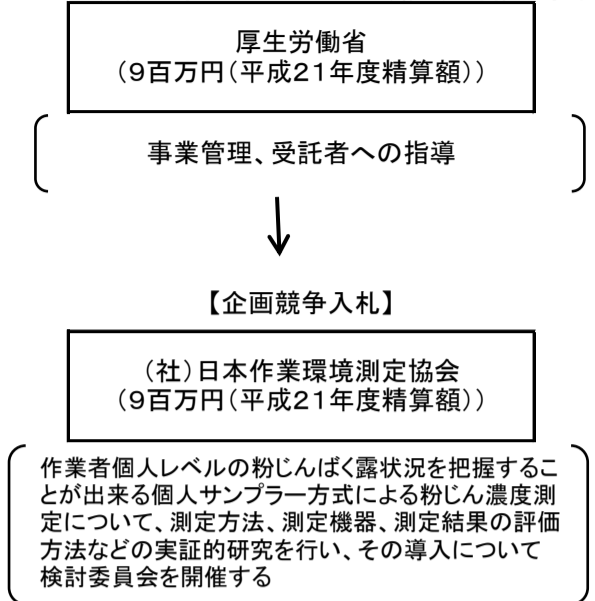 厚生労働省
（９百万円（平成２１年度精算額））
事業管理、受託者への指導
【企画競争入札】
（社）日本作業環境測定協会
（９百万円（平成２１年度精算額））
作業者個人レベルの粉じんばく露状況を把握するこ
とが出来る個人サンプラー方式による粉じん濃度測
定について、測定方法、測定機器、測定結果の評価
方法などの実証的研究を行い、その導入について
検討委員会を開催する